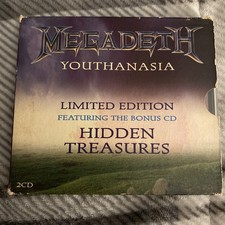 MEGADETH
YOUTHANASIA
LIMITED EDITION
FEATURING THE BONUS CD
HIDDEN
TREASURES
2CD